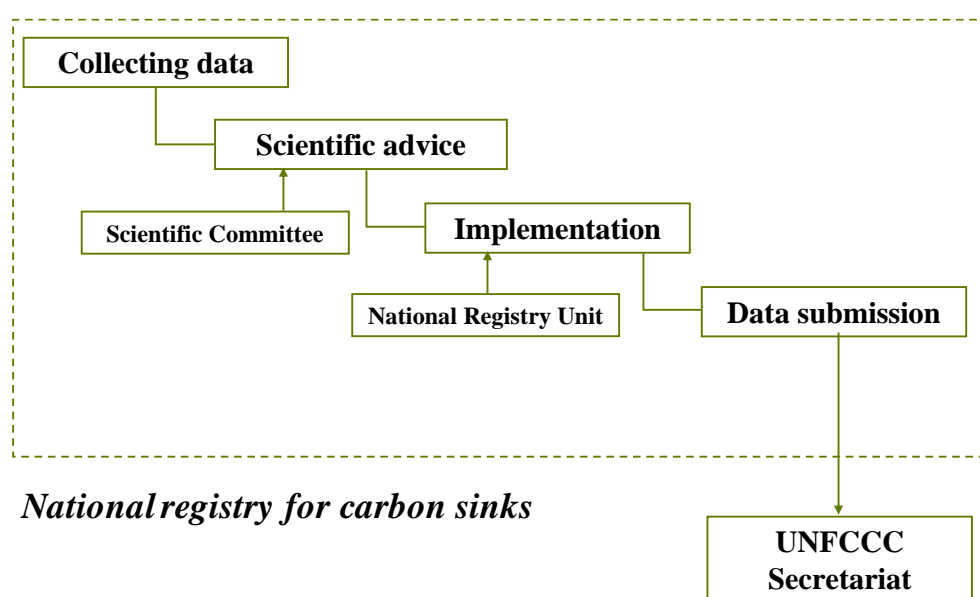 Collecting data
Scientific advice
Scientific Committee
Implementation
National Registry Unit
Data submission
National registry for carbon sinks
UNFCCC
Secretariat